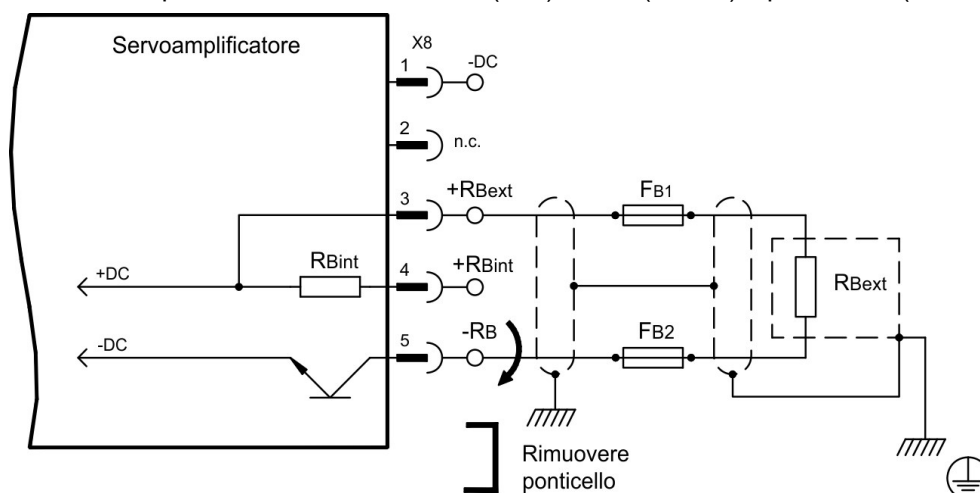 Servoamplificatore
X8
1
-DC
2
n.c.
3
+RBext
FB1
+DC
RBint
4
+RBint
RBext
-DC
5
-RB
FB2
Rimuovere
ponticello